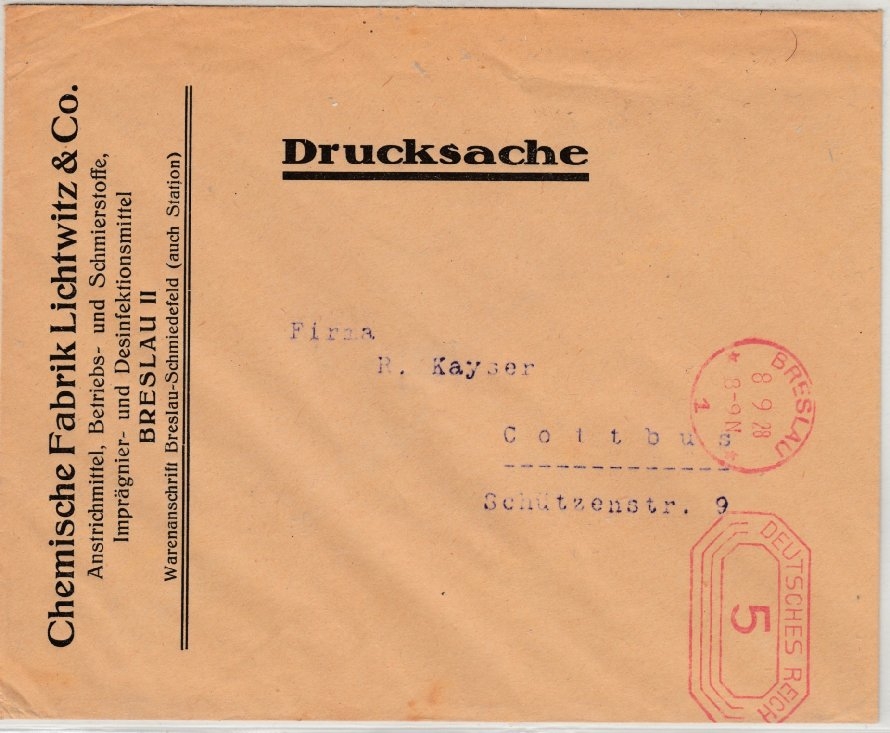 Chemische Fabrik Lichtwitz & Co.
Anstrichmittel, Betriebs- und Schmierstoffe,
Imprägnier- und Desinfektionsmittel
BRESLAU II
Warenanschrift Breslau-Schmiedefeld (auch Station)
Drucksache
Firma
R. Kayser
Cottbus
Schützenstr. 9
BRESLAU
8 9 28
8-9 N
1
DEUTSCHES REICH
5